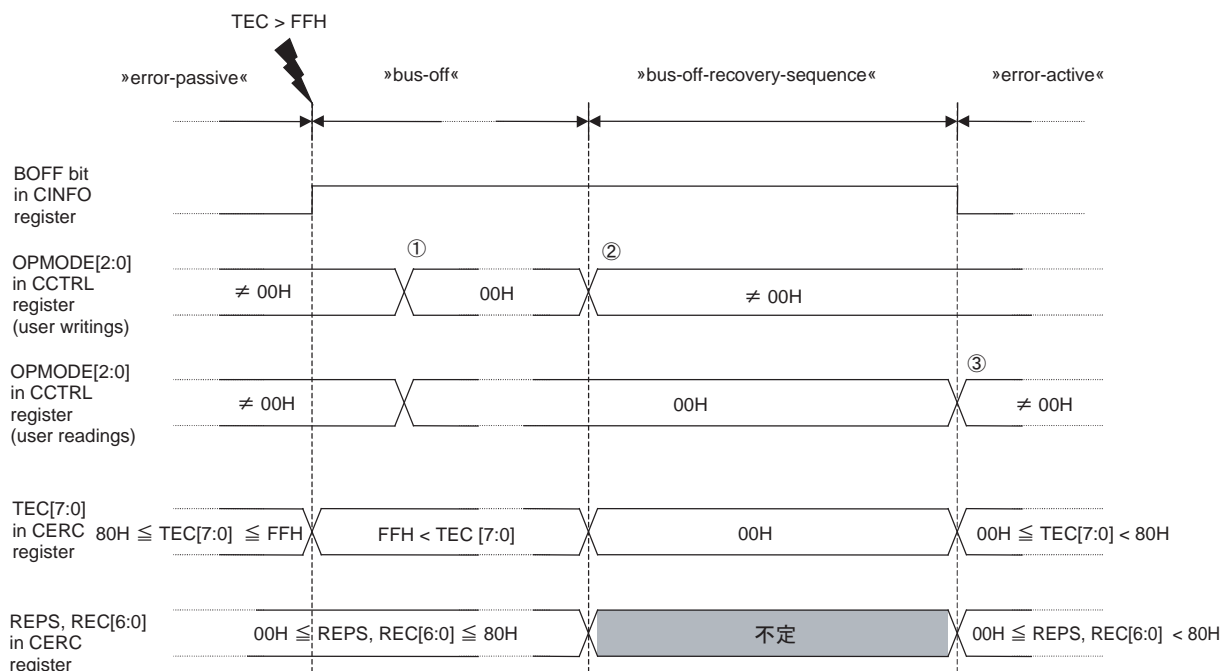 TEC > FFH
»error-passive« »bus-off« »bus-off-recovery-sequence« »error-active«
BOFF bit
in CINFO
register
OPMODE[2:0]
in CCTRL
register
(user writings)
≠ 00H ① 00H ② ≠ 00H
OPMODE[2:0]
in CCTRL
register
(user readings)
≠ 00H 00H ③ ≠ 00H
TEC[7:0]
in CERC
register
80H ≦ TEC[7:0] ≦ FFH FFH < TEC [7:0] 00H 00H ≦ TEC[7:0] < 80H
REPS, REC[6:0]
in CERC
register
00H ≦ REPS, REC[6:0] ≦ 80H 不定 00H ≦ REPS, REC[6:0] < 80H